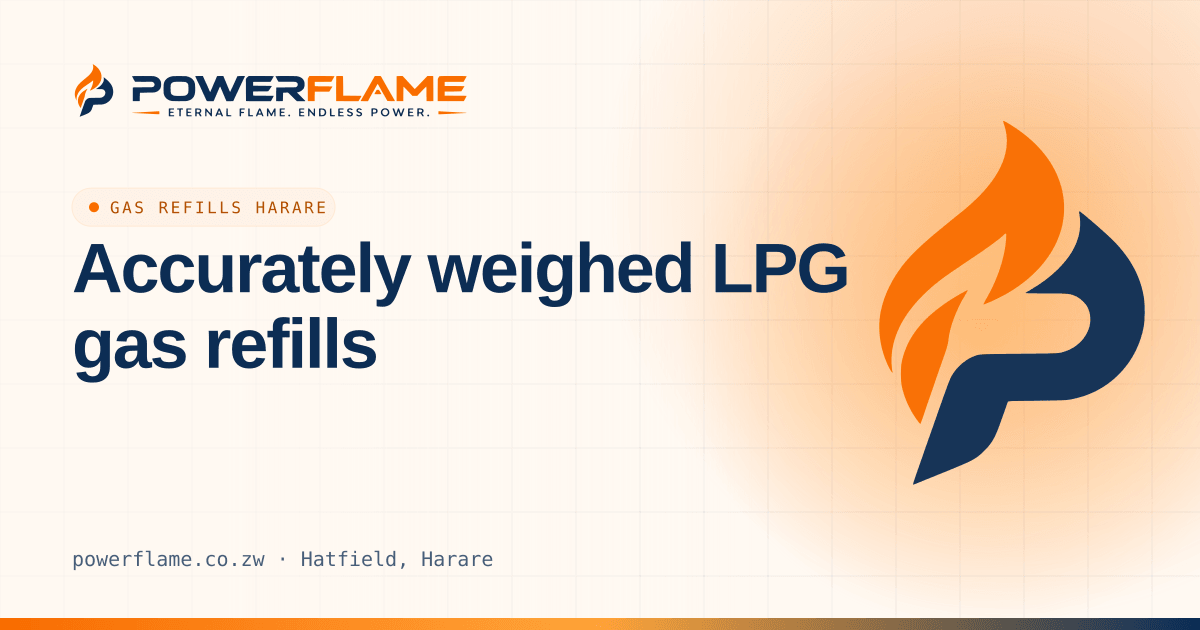 POWERFLAME
ETERNAL FLAME. ENDLESS POWER.
GAS REFILLS HARARE
Accurately weighed LPG
gas refills
powerflame.co.zw · Hatfield, Harare